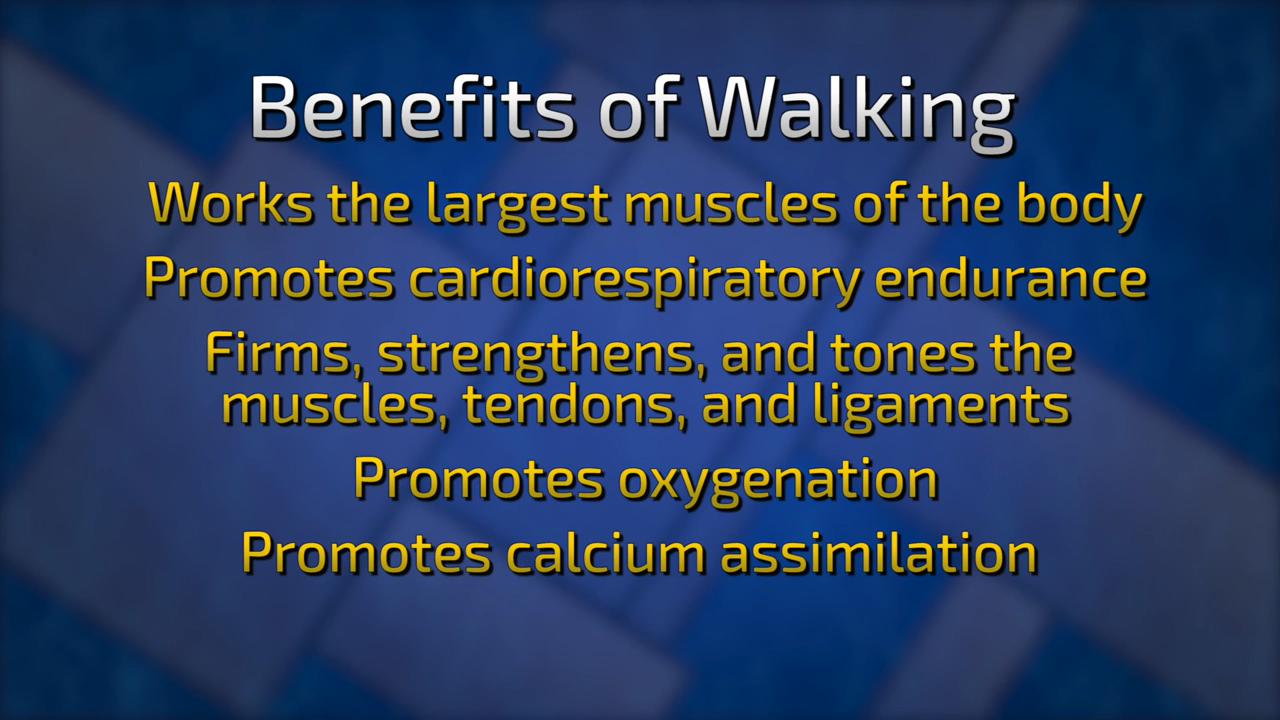 Benefits of Walking
Works the largest muscles of the body
Promotes cardiorespiratory endurance
Firms, strengthens, and tones the
muscles, tendons, and ligaments
Promotes oxygenation
Promotes calcium assimilation